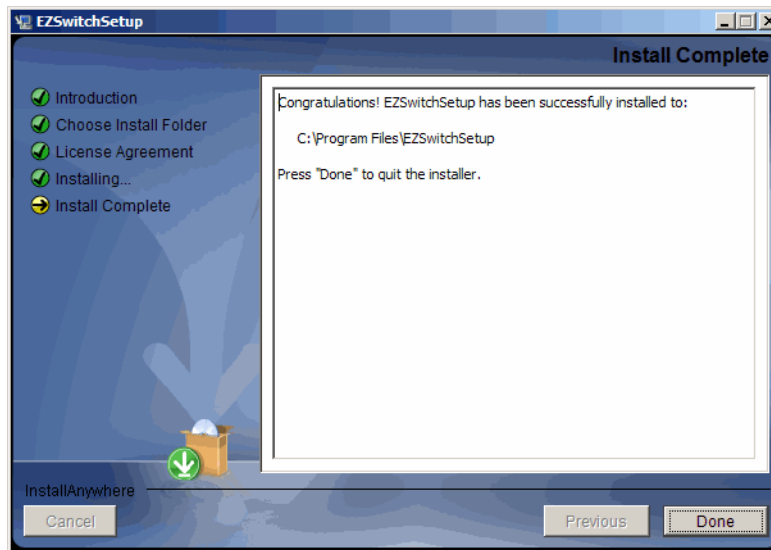 EZSwitchSetup
Install Complete
Introduction
Choose Install Folder
License Agreement
Installing...
Install Complete
Congratulations! EZSwitchSetup has been successfully installed to:
C:\Program Files\EZSwitchSetup
Press "Done" to quit the installer.
InstallAnywhere
Cancel
Previous
Done